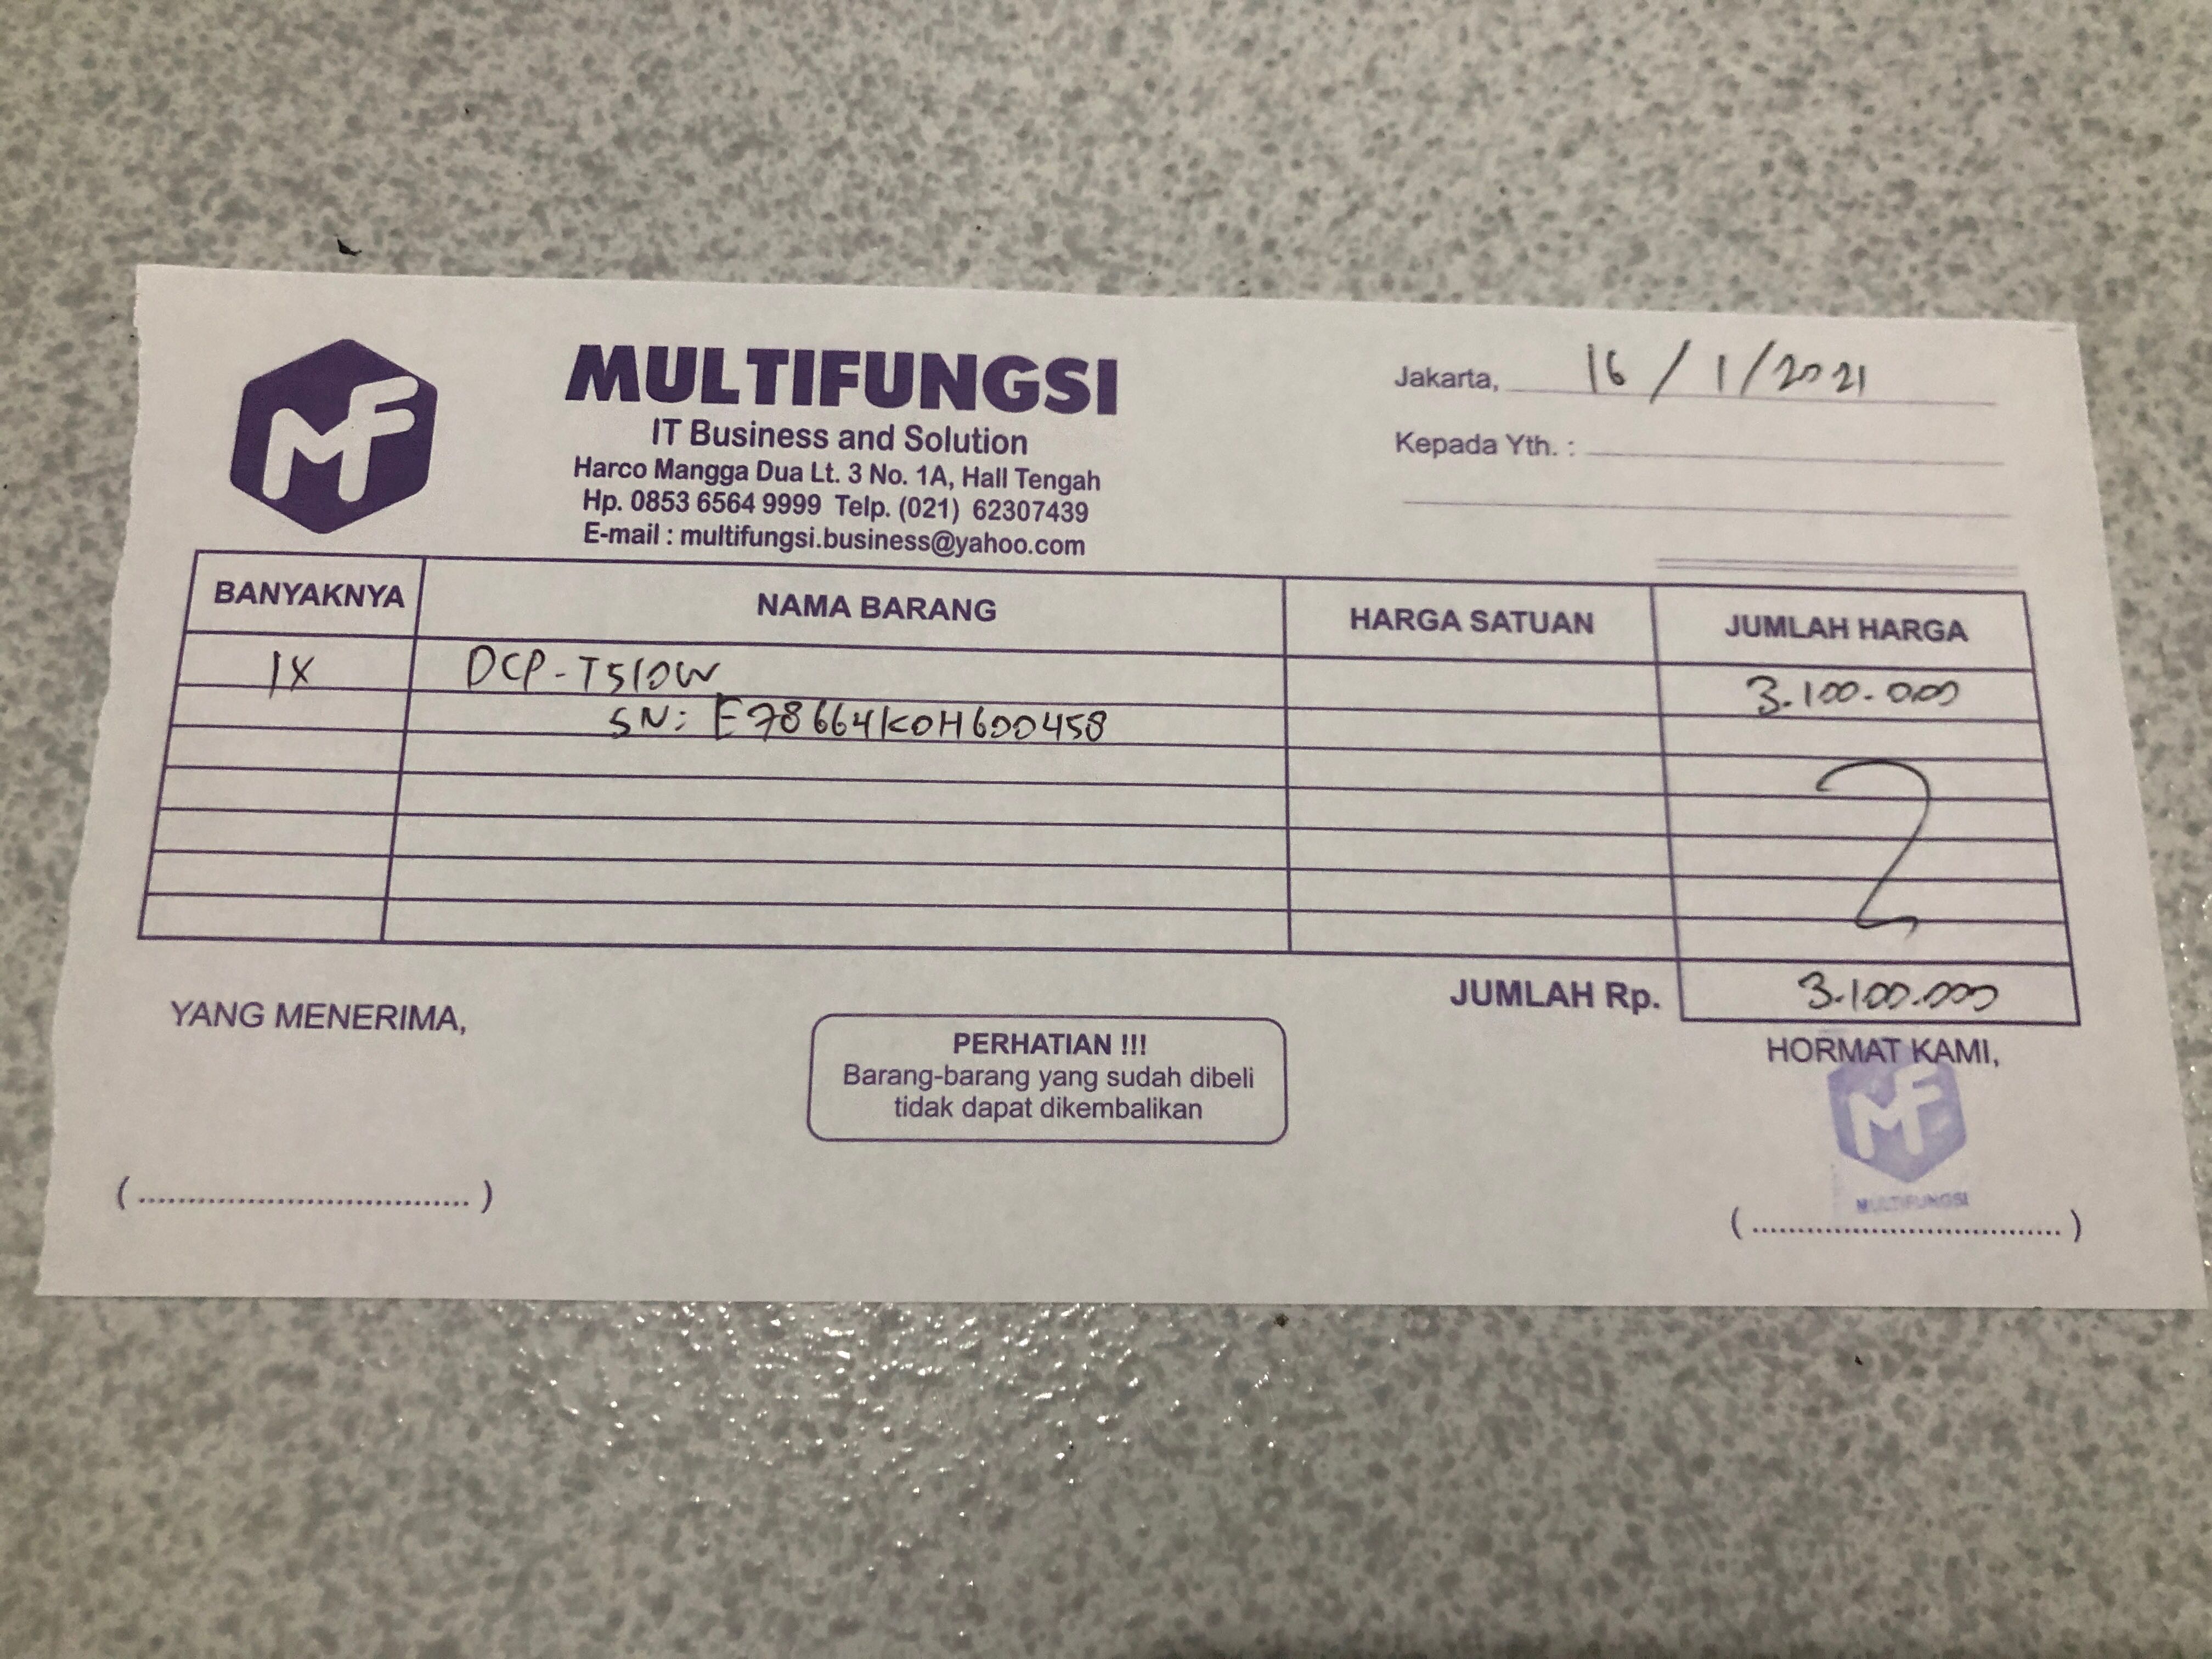 MF
MULTIFUNGSI
IT Business and Solution
Harco Mangga Dua Lt. 3 No. 1A, Hall Tengah
Hp. 0853 6564 9999 Telp. (021) 62307439
E-mail : multifungsi.business@yahoo.com
Jakarta, 16 / 1 / 2021
Kepada Yth. :
BANYAKNYA NAMA BARANG HARGA SATUAN JUMLAH HARGA
1X DCP-T510W 3.100.000
SN: E78664K0H600458
JUMLAH Rp. 3.100.000
YANG MENERIMA,
PERHATIAN !!!
Barang-barang yang sudah dibeli
tidak dapat dikembalikan
HORMAT KAMI,
MF
MULTIFUNGSI
(..................................)
(..................................)